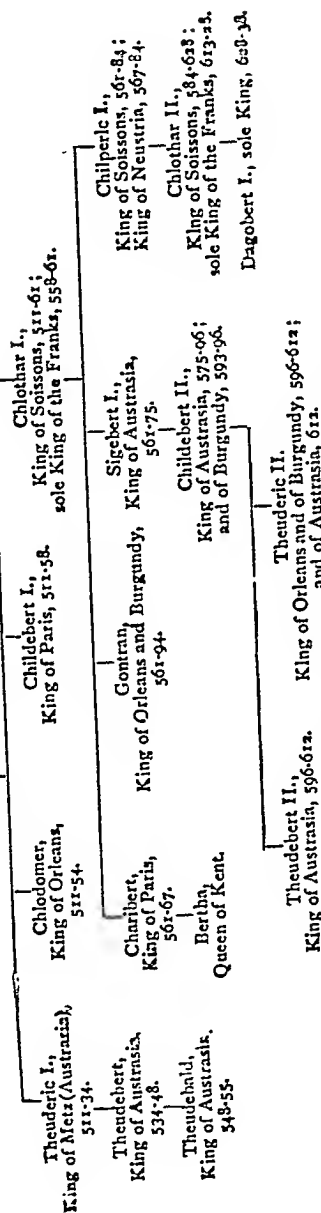 Theuderic I.,
King of Metz (Austraria),
511-34.
Theudebert,
King of Austrasia,
534-48.
Theudebald,
King of Austrasia.
548-55.
Chlodomer,
King of Orleans,
511-54.
Childebert I.,
King of Paris, 511-58.
Chlothar I.,
King of Soissons, 511-61;
sole King of the Franks, 558-61.
Charibert,
King of Paris,
561-67.
Bertha,
Queen of Kent.
Gontran,
King of Orleans and Burgundy,
561-94.
Sigebert I.,
King of Austrasia,
561-75.
Childebert II.,
King of Austrasia, 575-96;
and of Burgundy, 593-96.
Theudebert II.,
King of Austrasia, 596-612.
Theuderic II.
King of Orleans and of Burgundy, 596-612;
and of Austrasia, 612.
Chilperic I.,
King of Soissons, 561-84;
King of Neustria, 567-84.
Chlothar II.,
King of Soissons, 584-628;
sole King of the Franks, 613-28.
Dagobert I., sole King, 628-38.